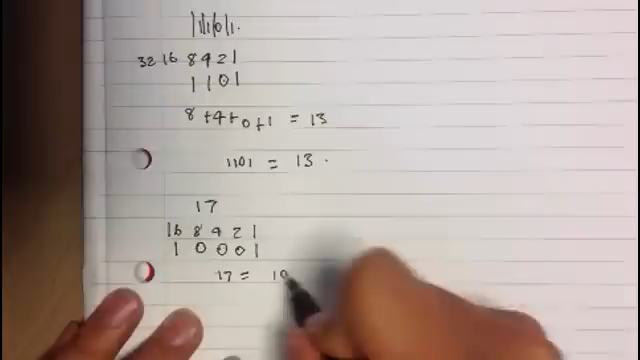 32 16 8 4 2 1
1 1 0 1
8 + 4 + 0 + 1 = 13
1101 = 13.
17
16 8 4 2 1
1 0 0 0 1
17 = 10